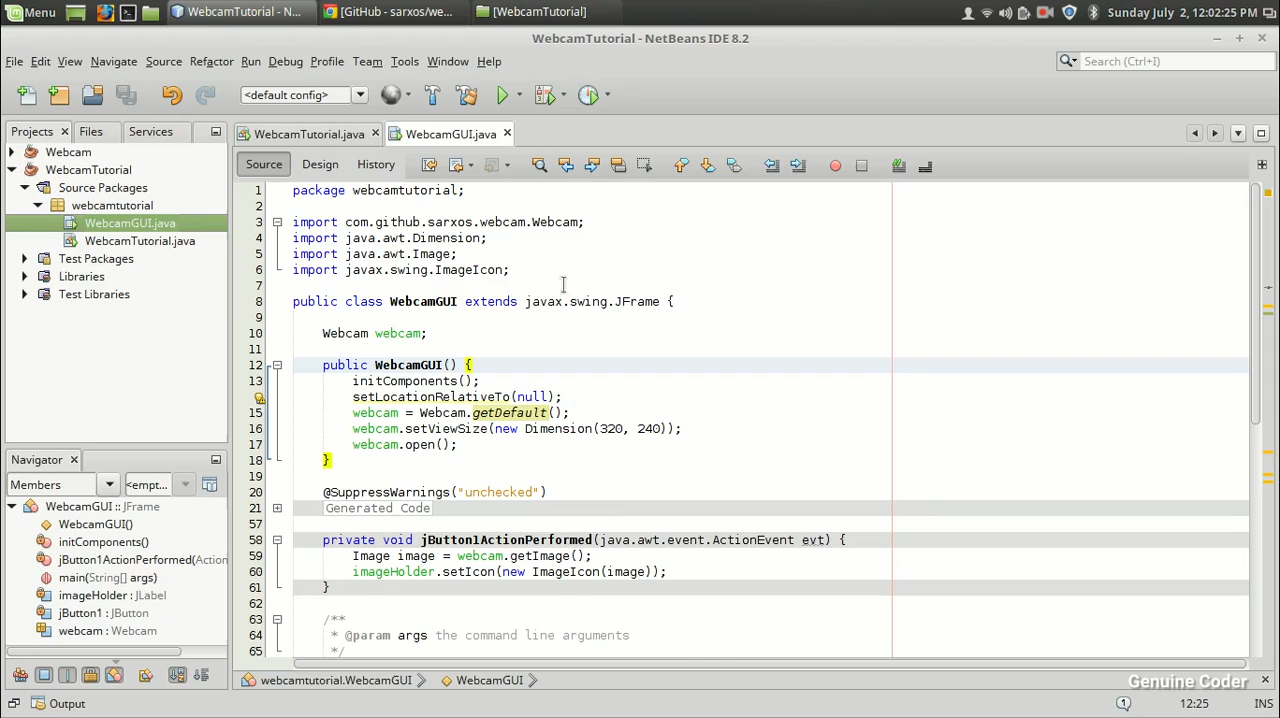 Menu
WebcamTutorial - N...
[GitHub - sarxos/we...
[WebcamTutorial]
Sunday July 2, 12:02:25 PM
WebcamTutorial - NetBeans IDE 8.2
File Edit View Navigate Source Refactor Run Debug Profile Team Tools Window Help
Search (Ctrl+I)
<default config>
Projects Files Services
WebcamTutorial.java WebcamGUI.java
Webcam
WebcamTutorial
Source Packages
webcamtutorial
WebcamGUI.java
WebcamTutorial.java
Test Packages
Libraries
Test Libraries
Source Design History
1 package webcamtutorial;
2
3 import com.github.sarxos.webcam.Webcam;
4 import java.awt.Dimension;
5 import java.awt.Image;
6 import javax.swing.ImageIcon;
7
8 public class WebcamGUI extends javax.swing.JFrame {
9
10 Webcam webcam;
11
12 public WebcamGUI() {
13 initComponents();
setLocationRelativeTo(null);
15 webcam = Webcam.getDefault();
16 webcam.setViewSize(new Dimension(320, 240));
17 webcam.open();
18 }
19
20 @SuppressWarnings("unchecked")
21 Generated Code
57
58 private void jButton1ActionPerformed(java.awt.event.ActionEvent evt) {
59 Image image = webcam.getImage();
60 imageHolder.setIcon(new ImageIcon(image));
61 }
62
63 /**
64 * @param args the command line arguments
65 */
Navigator
Members <empt...
WebcamGUI :: JFrame
WebcamGUI()
initComponents()
jButton1ActionPerformed(Action
main(String[] args)
imageHolder : JLabel
jButton1 : JButton
webcam : Webcam
webcamtutorial.WebcamGUI WebcamGUI
Genuine Coder
Output
1
12:25 INS